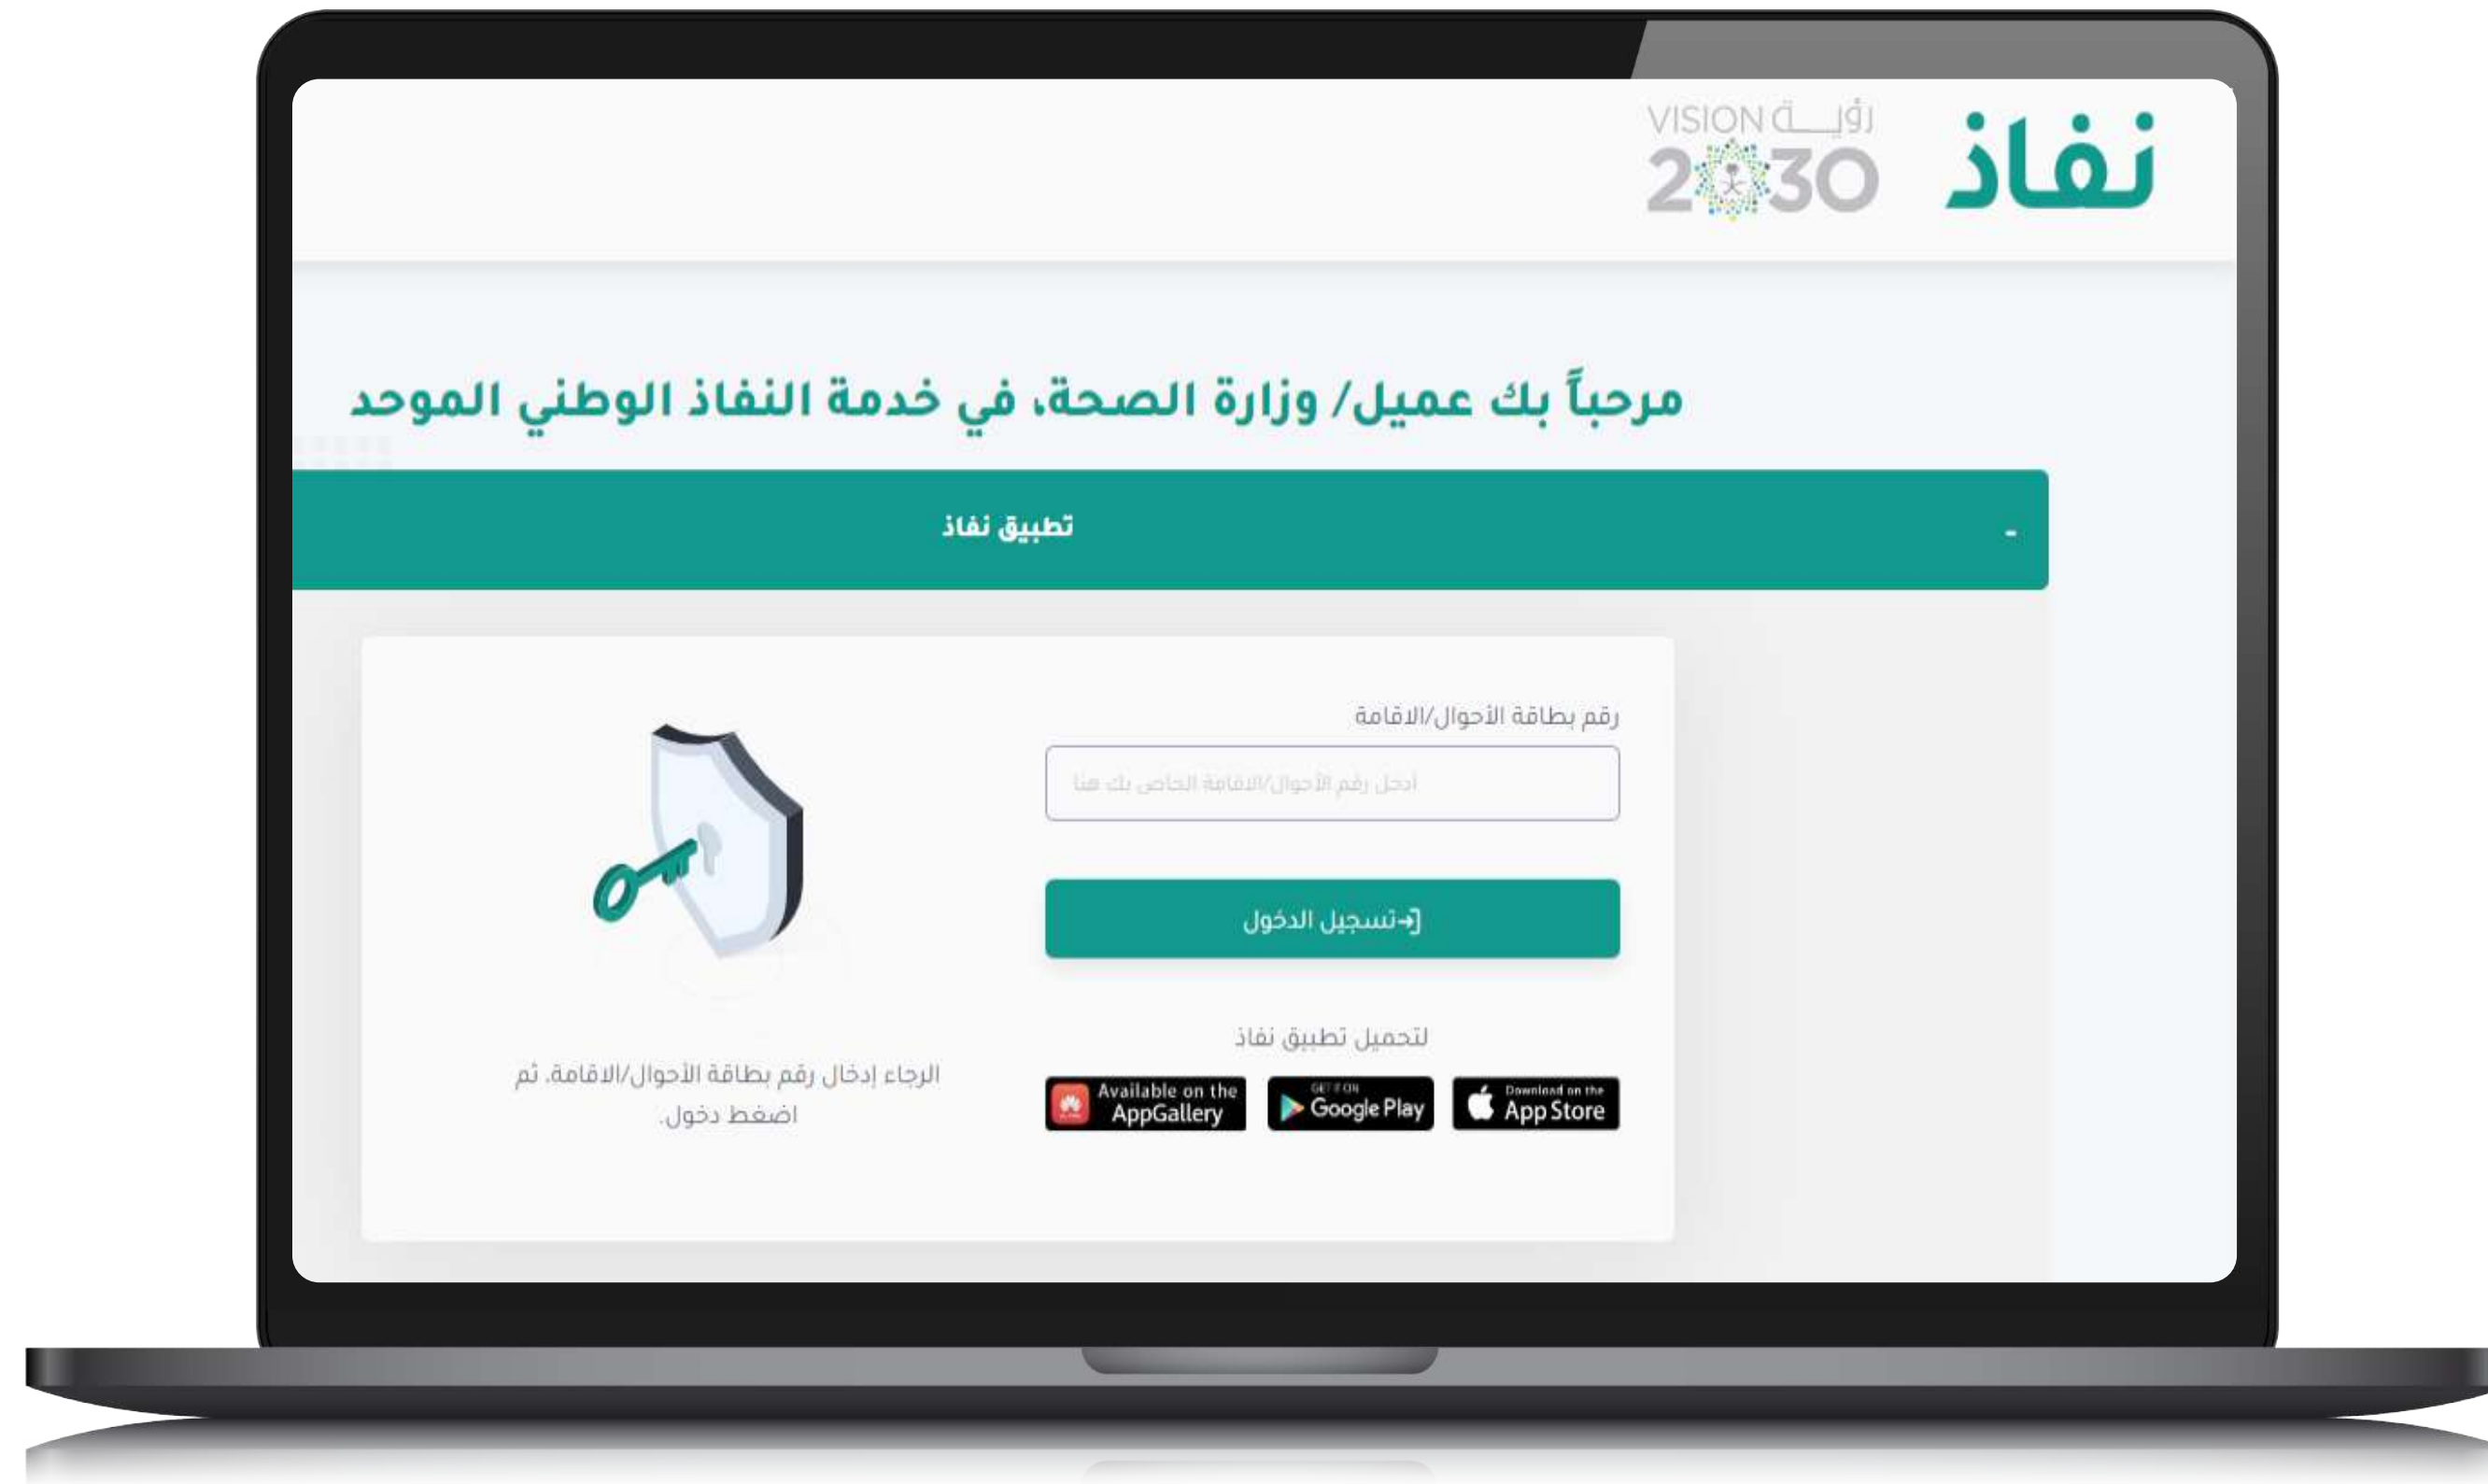 نفاذ
رؤيـــة VISION
2030
مرحباً بك عميل/ وزارة الصحة، في خدمة النفاذ الوطني الموحد
-
تطبيق نفاذ
رقم بطاقة الأحوال/الاقامة
أدخل رقم الأحوال/الاقامة الخاص بك هنا
تسجيل الدخول
لتحميل تطبيق نفاذ
Download on the
App Store
GET IT ON
Google Play
Available on the
AppGallery
الرجاء إدخال رقم بطاقة الأحوال/الاقامة، ثم
اضغط دخول.